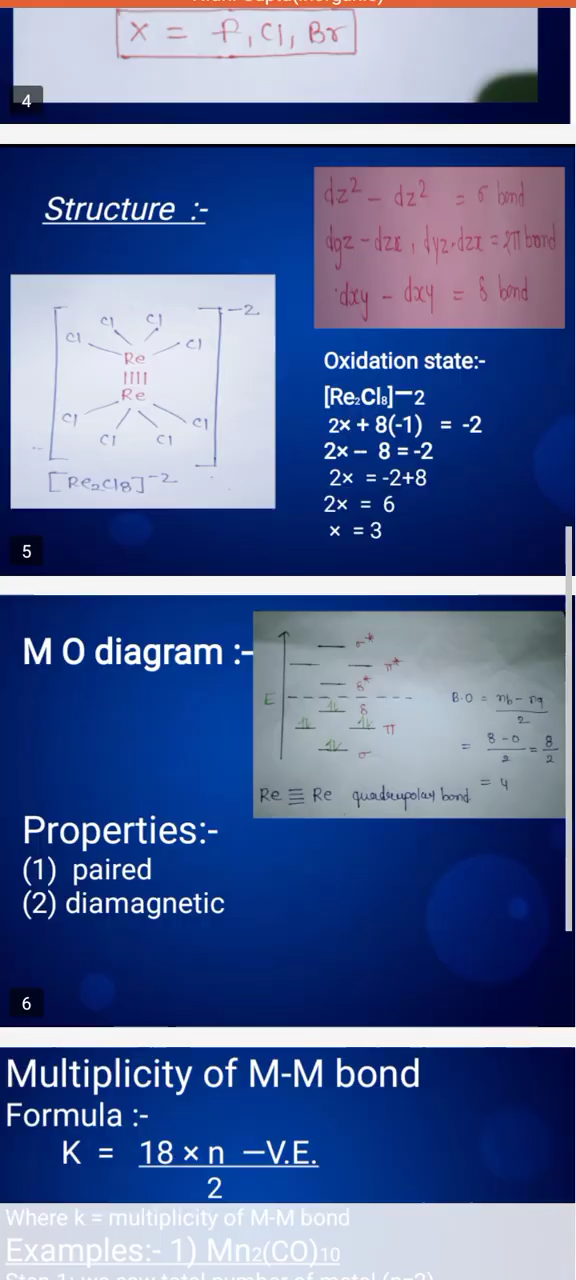 X = F, Cl, Br
4
Structure :-
dz² - dz² = σ bond
dyz - dzx, dyz-dzx = 2π bond
dxy - dxy = δ bond
-2
Cl Cl
Cl Cl
Re
Re
Cl Cl
Cl Cl
[Re2Cl8]⁻²
Oxidation state:-
[Re₂Cl₈]—2
2x + 8(-1) = -2
2x — 8 = -2
2x = -2+8
2x = 6
x = 3
5
M O diagram :-
σ*
π*
δ*
E
δ
π
σ
B.O = nb - na
2
= 8 - 0 = 8
2 2
= 4
Re ≣ Re quadrupolar bond
Properties:-
(1) paired
(2) diamagnetic
6
Multiplicity of M-M bond
Formula :-
K = 18 × n —V.E.
2
Where k = multiplicity of M-M bond
Examples:- 1) Mn₂(CO)₁₀